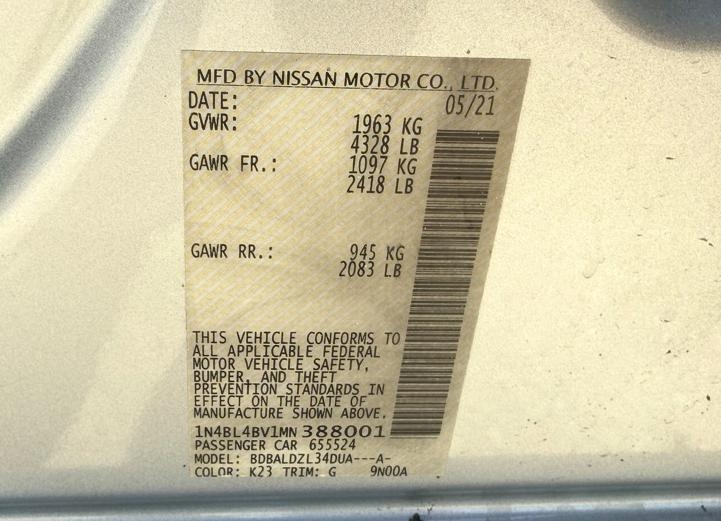 MFD BY NISSAN MOTOR CO., LTD.
DATE: 05/21
GVWR: 1963 KG
4328 LB
GAWR FR.: 1097 KG
2418 LB
GAWR RR.: 945 KG
2083 LB
THIS VEHICLE CONFORMS TO
ALL APPLICABLE FEDERAL
MOTOR VEHICLE SAFETY,
BUMPER, AND THEFT
PREVENTION STANDARDS IN
EFFECT ON THE DATE OF
MANUFACTURE SHOWN ABOVE.
1N4BL4BV1MN388001
PASSENGER CAR 655524
MODEL: BDBALDZL34DUA---A-
COLOR: K23 TRIM: G 9N00A